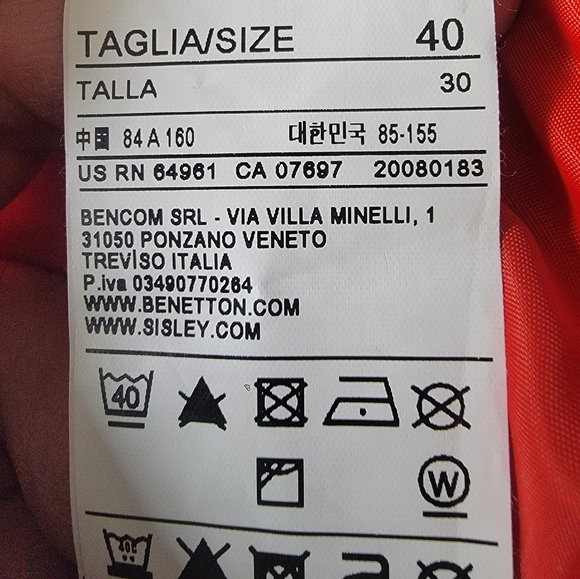 TAGLIA/SIZE 40
TALLA 30
中国 84 A 160 대한민국 85-155
US RN 64961 CA 07697 20080183
BENCOM SRL - VIA VILLA MINELLI, 1
31050 PONZANO VENETO
TREVISO ITALIA
P.iva 03490770264
WWW.BENETTON.COM
WWW.SISLEY.COM
40
W